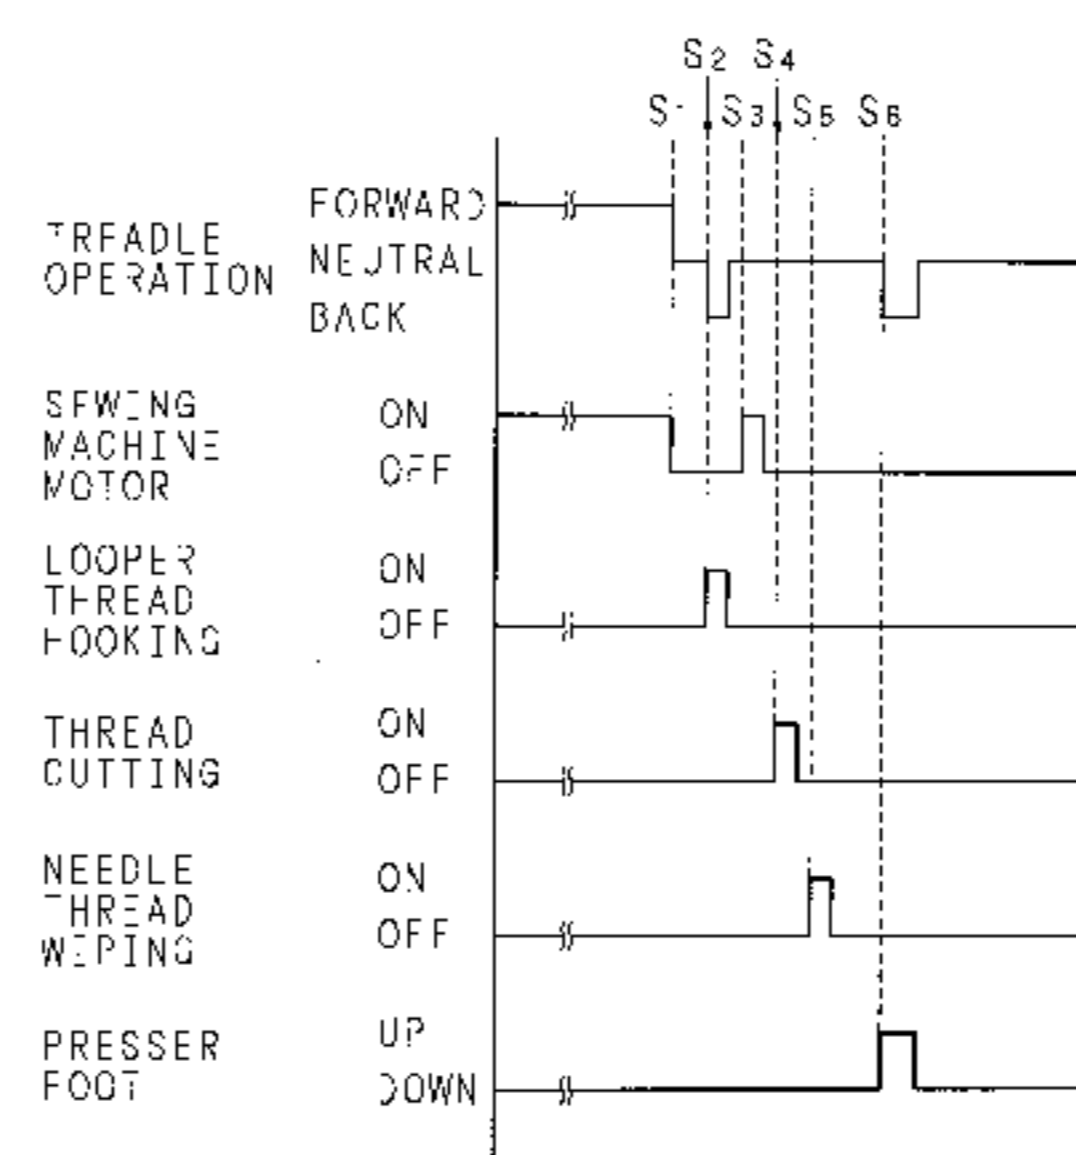 S2 S4
S1 S3 S5 S6
FORWARD
TREADLE
OPERATION
NEUTRAL
BACK
SEWING
MACHINE
MOTOR
ON
OFF
LOOPER
THREAD
HOOKING
ON
OFF
THREAD
CUTTING
ON
OFF
NEEDLE
THREAD
WIPING
ON
OFF
PRESSER
FOOT
UP
DOWN